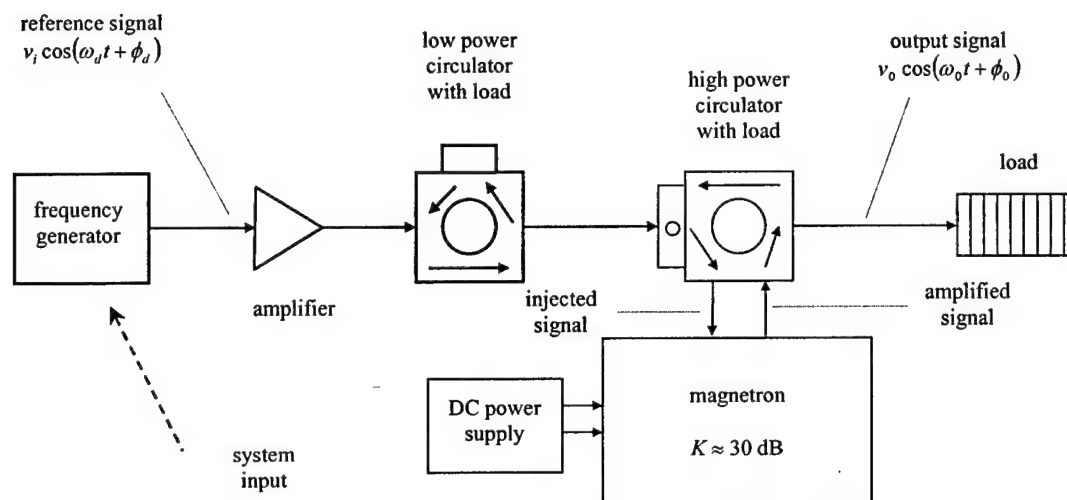 reference signal
v_i cos(ω_d t + ϕ_d)
low power
circulator
with load
output signal
v_0 cos(ω_0 t + ϕ_0)
high power
circulator
with load
load
frequency
generator
amplifier
injected
signal
amplified
signal
DC power
supply
magnetron
K ≈ 30 dB
system
input